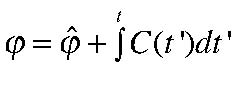 φ = φ̂ + ∫ᵗ C(t')dt'